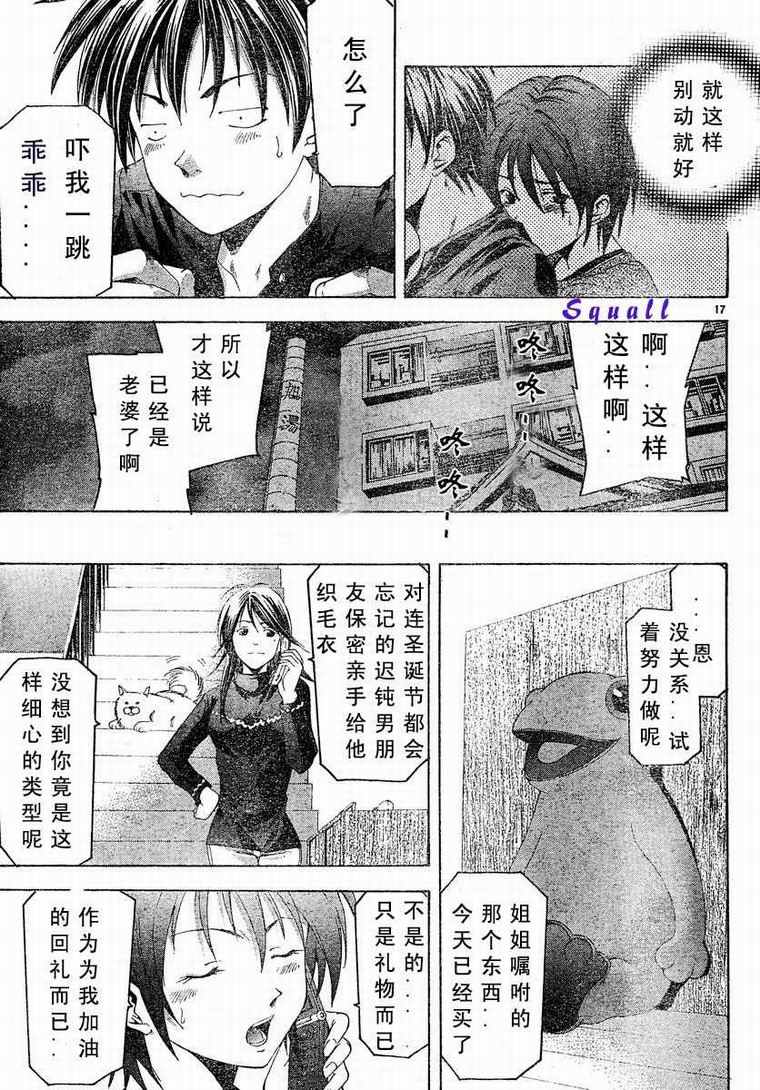 就这样
别动就好
怎么了
吓我一跳
乖乖....
Squall
17
啊..这样
这样啊..
咚咚..
咚咚..
旭湯
所以
才这样说
已经是
老婆了啊
...恩
没关系..试
着努力做呢
姐姐嘱咐的
那个东西..
今天已经买了
对连圣诞节都会
忘记的迟钝男朋
友保密亲手给他
织毛衣
没想到你竟是这
样细心的类型呢
不是的....
只是礼物而已
作为为我加油
的回礼而已..